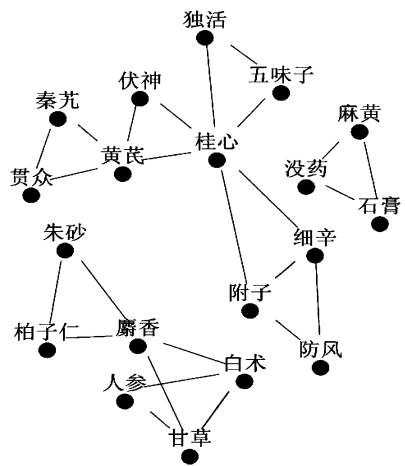 独活
五味子
伏神
秦艽
麻黄
桂心
黄芪
没药
贯众
石膏
朱砂
细辛
附子
柏子仁
麝香
防风
白术
人参
甘草